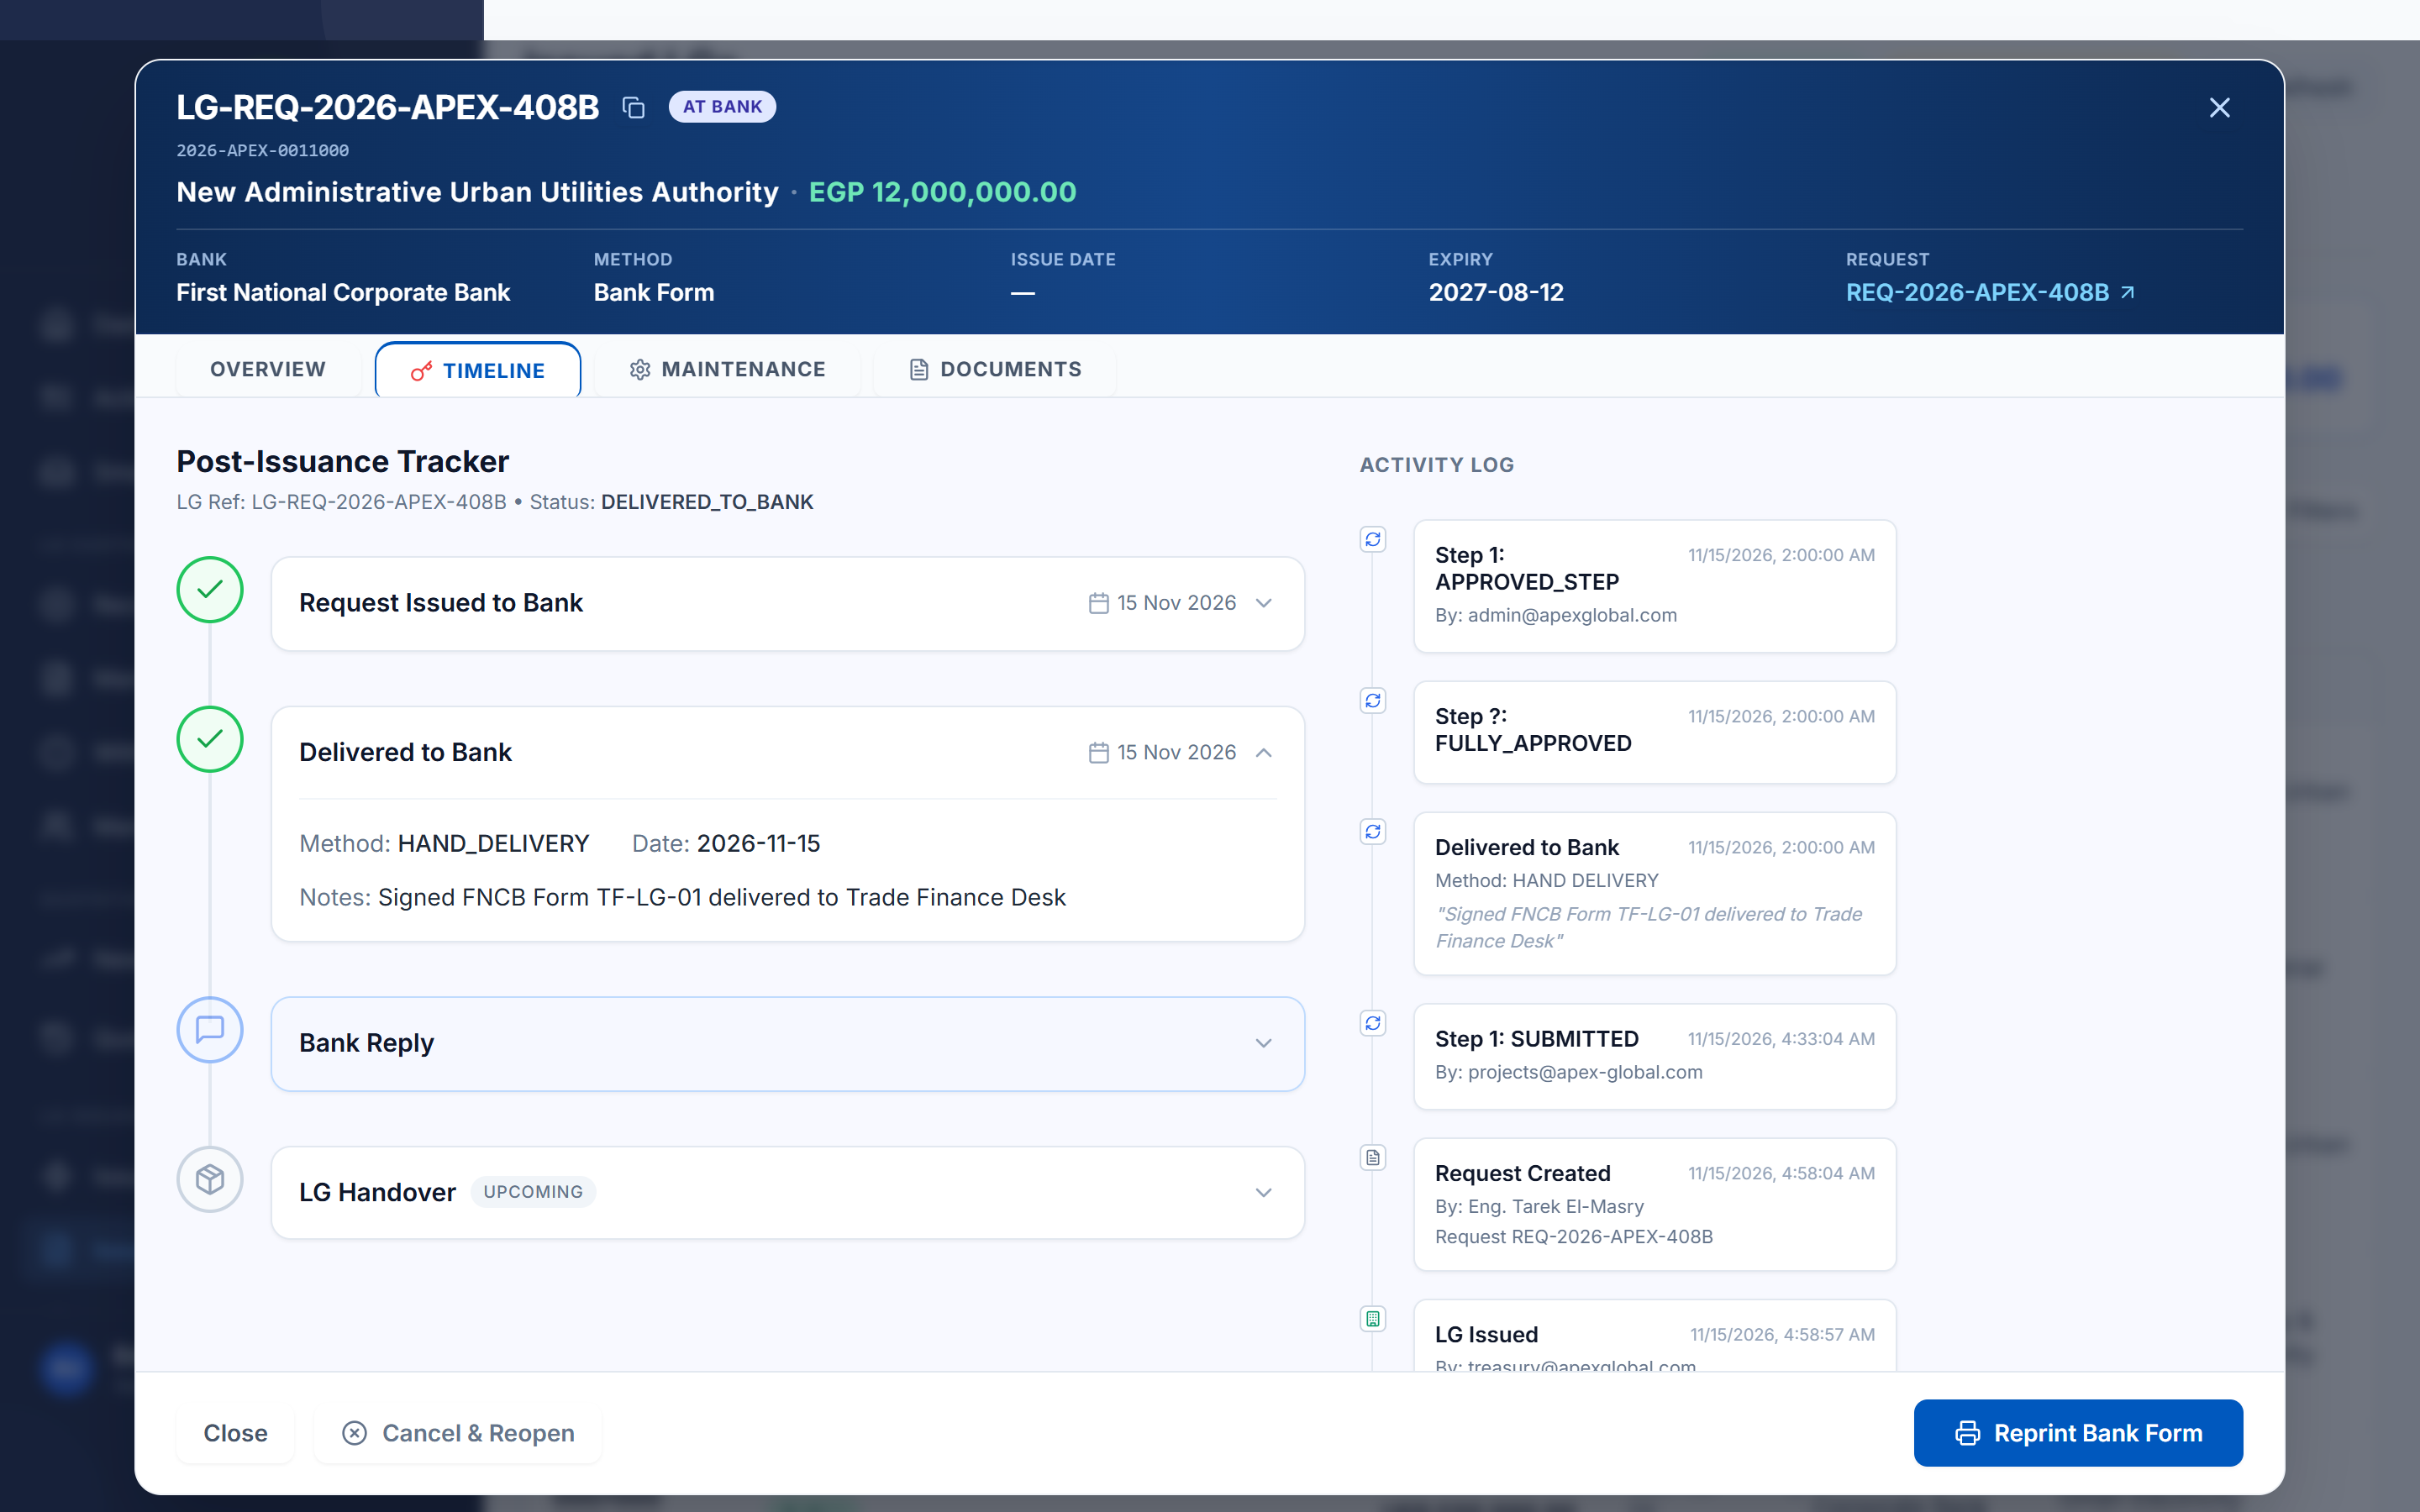 LG-REQ-2026-APEX-408B AT BANK
2026-APEX-0011000
New Administrative Urban Utilities Authority · EGP 12,000,000.00
BANK METHOD ISSUE DATE EXPIRY REQUEST
First National Corporate Bank Bank Form — 2027-08-12 REQ-2026-APEX-408B
OVERVIEW TIMELINE MAINTENANCE DOCUMENTS
Post-Issuance Tracker
LG Ref: LG-REQ-2026-APEX-408B • Status: DELIVERED_TO_BANK
Request Issued to Bank 15 Nov 2026
Delivered to Bank 15 Nov 2026
Method: HAND_DELIVERY Date: 2026-11-15
Notes: Signed FNCB Form TF-LG-01 delivered to Trade Finance Desk
Bank Reply
LG Handover UPCOMING
ACTIVITY LOG
Step 1: 11/15/2026, 2:00:00 AM
APPROVED_STEP
By: admin@apexglobal.com
Step ?: 11/15/2026, 2:00:00 AM
FULLY_APPROVED
Delivered to Bank 11/15/2026, 2:00:00 AM
Method: HAND DELIVERY
"Signed FNCB Form TF-LG-01 delivered to Trade
Finance Desk"
Step 1: SUBMITTED 11/15/2026, 4:33:04 AM
By: projects@apex-global.com
Request Created 11/15/2026, 4:58:04 AM
By: Eng. Tarek El-Masry
Request REQ-2026-APEX-408B
LG Issued 11/15/2026, 4:58:57 AM
By: treasury@apexglobal.com
Close Cancel & Reopen Reprint Bank Form